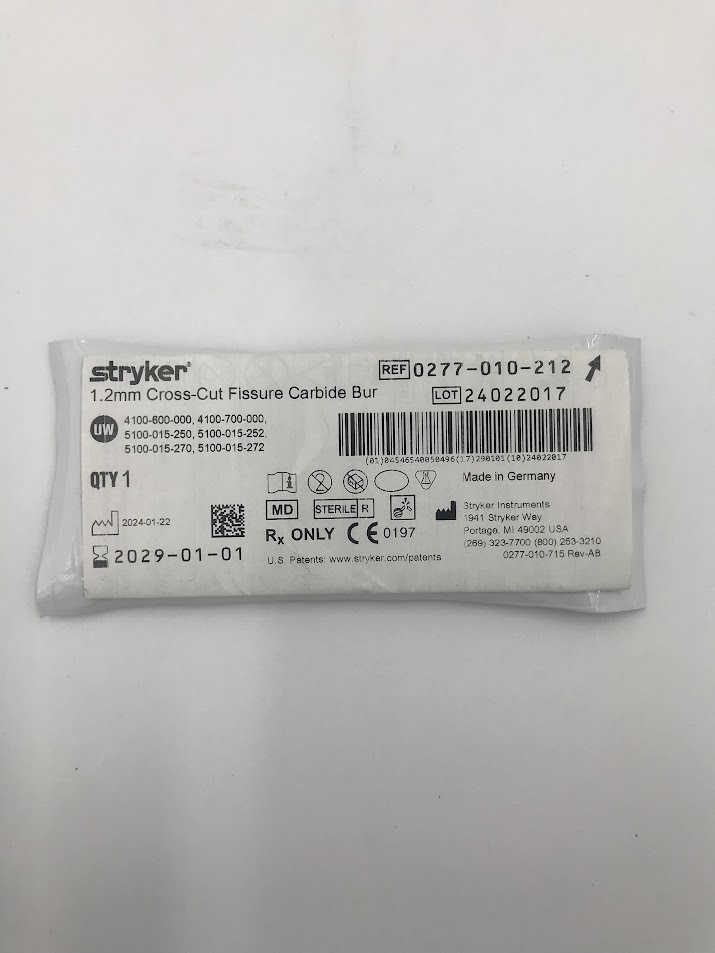 stryker®
REF 0277-010-212
1.2mm Cross-Cut Fissure Carbide Bur
LOT 24022017
UW
4100-600-000, 4100-700-000,
5100-015-250, 5100-015-252,
5100-015-270, 5100-015-272
(01)04546540050496(17)290101(10)24022017
QTY 1
Made in Germany
2024-01-22
MD
STERILE R
Stryker Instruments
1941 Stryker Way
Portage, MI 49002 USA
(269) 323-7700 (800) 253-3210
Rx ONLY CE 0197
2029-01-01
U.S. Patents: www.stryker.com/patents
0277-010-715 Rev-AB